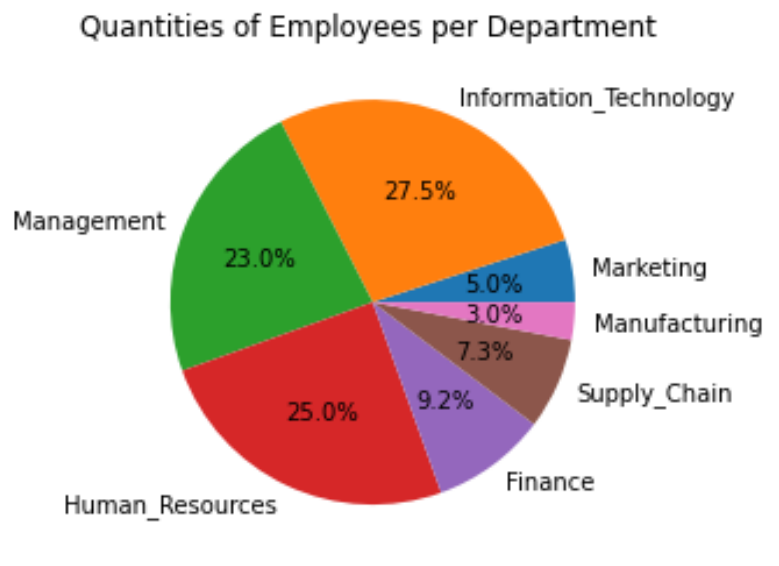 Quantities of Employees per Department
Information_Technology
27.5%
Management
23.0%
Marketing
5.0%
3.0%
Manufacturing
7.3%
Supply_Chain
9.2%
25.0%
Finance
Human_Resources